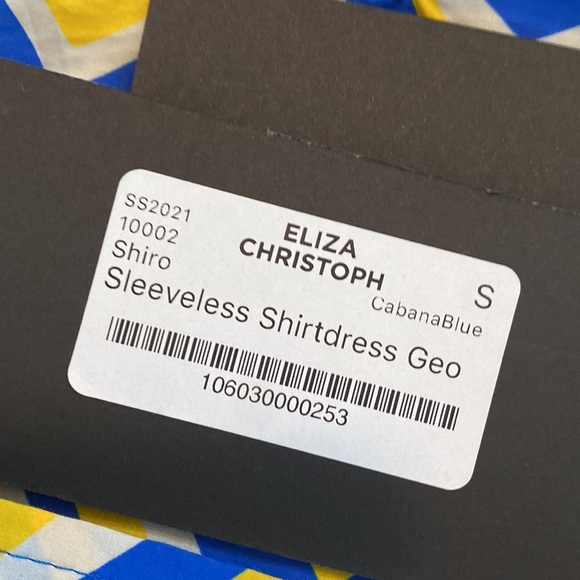 SS2021
10002
Shiro
ELIZA
CHRISTOPH
S
CabanaBlue
Sleeveless Shirtdress Geo
106030000253